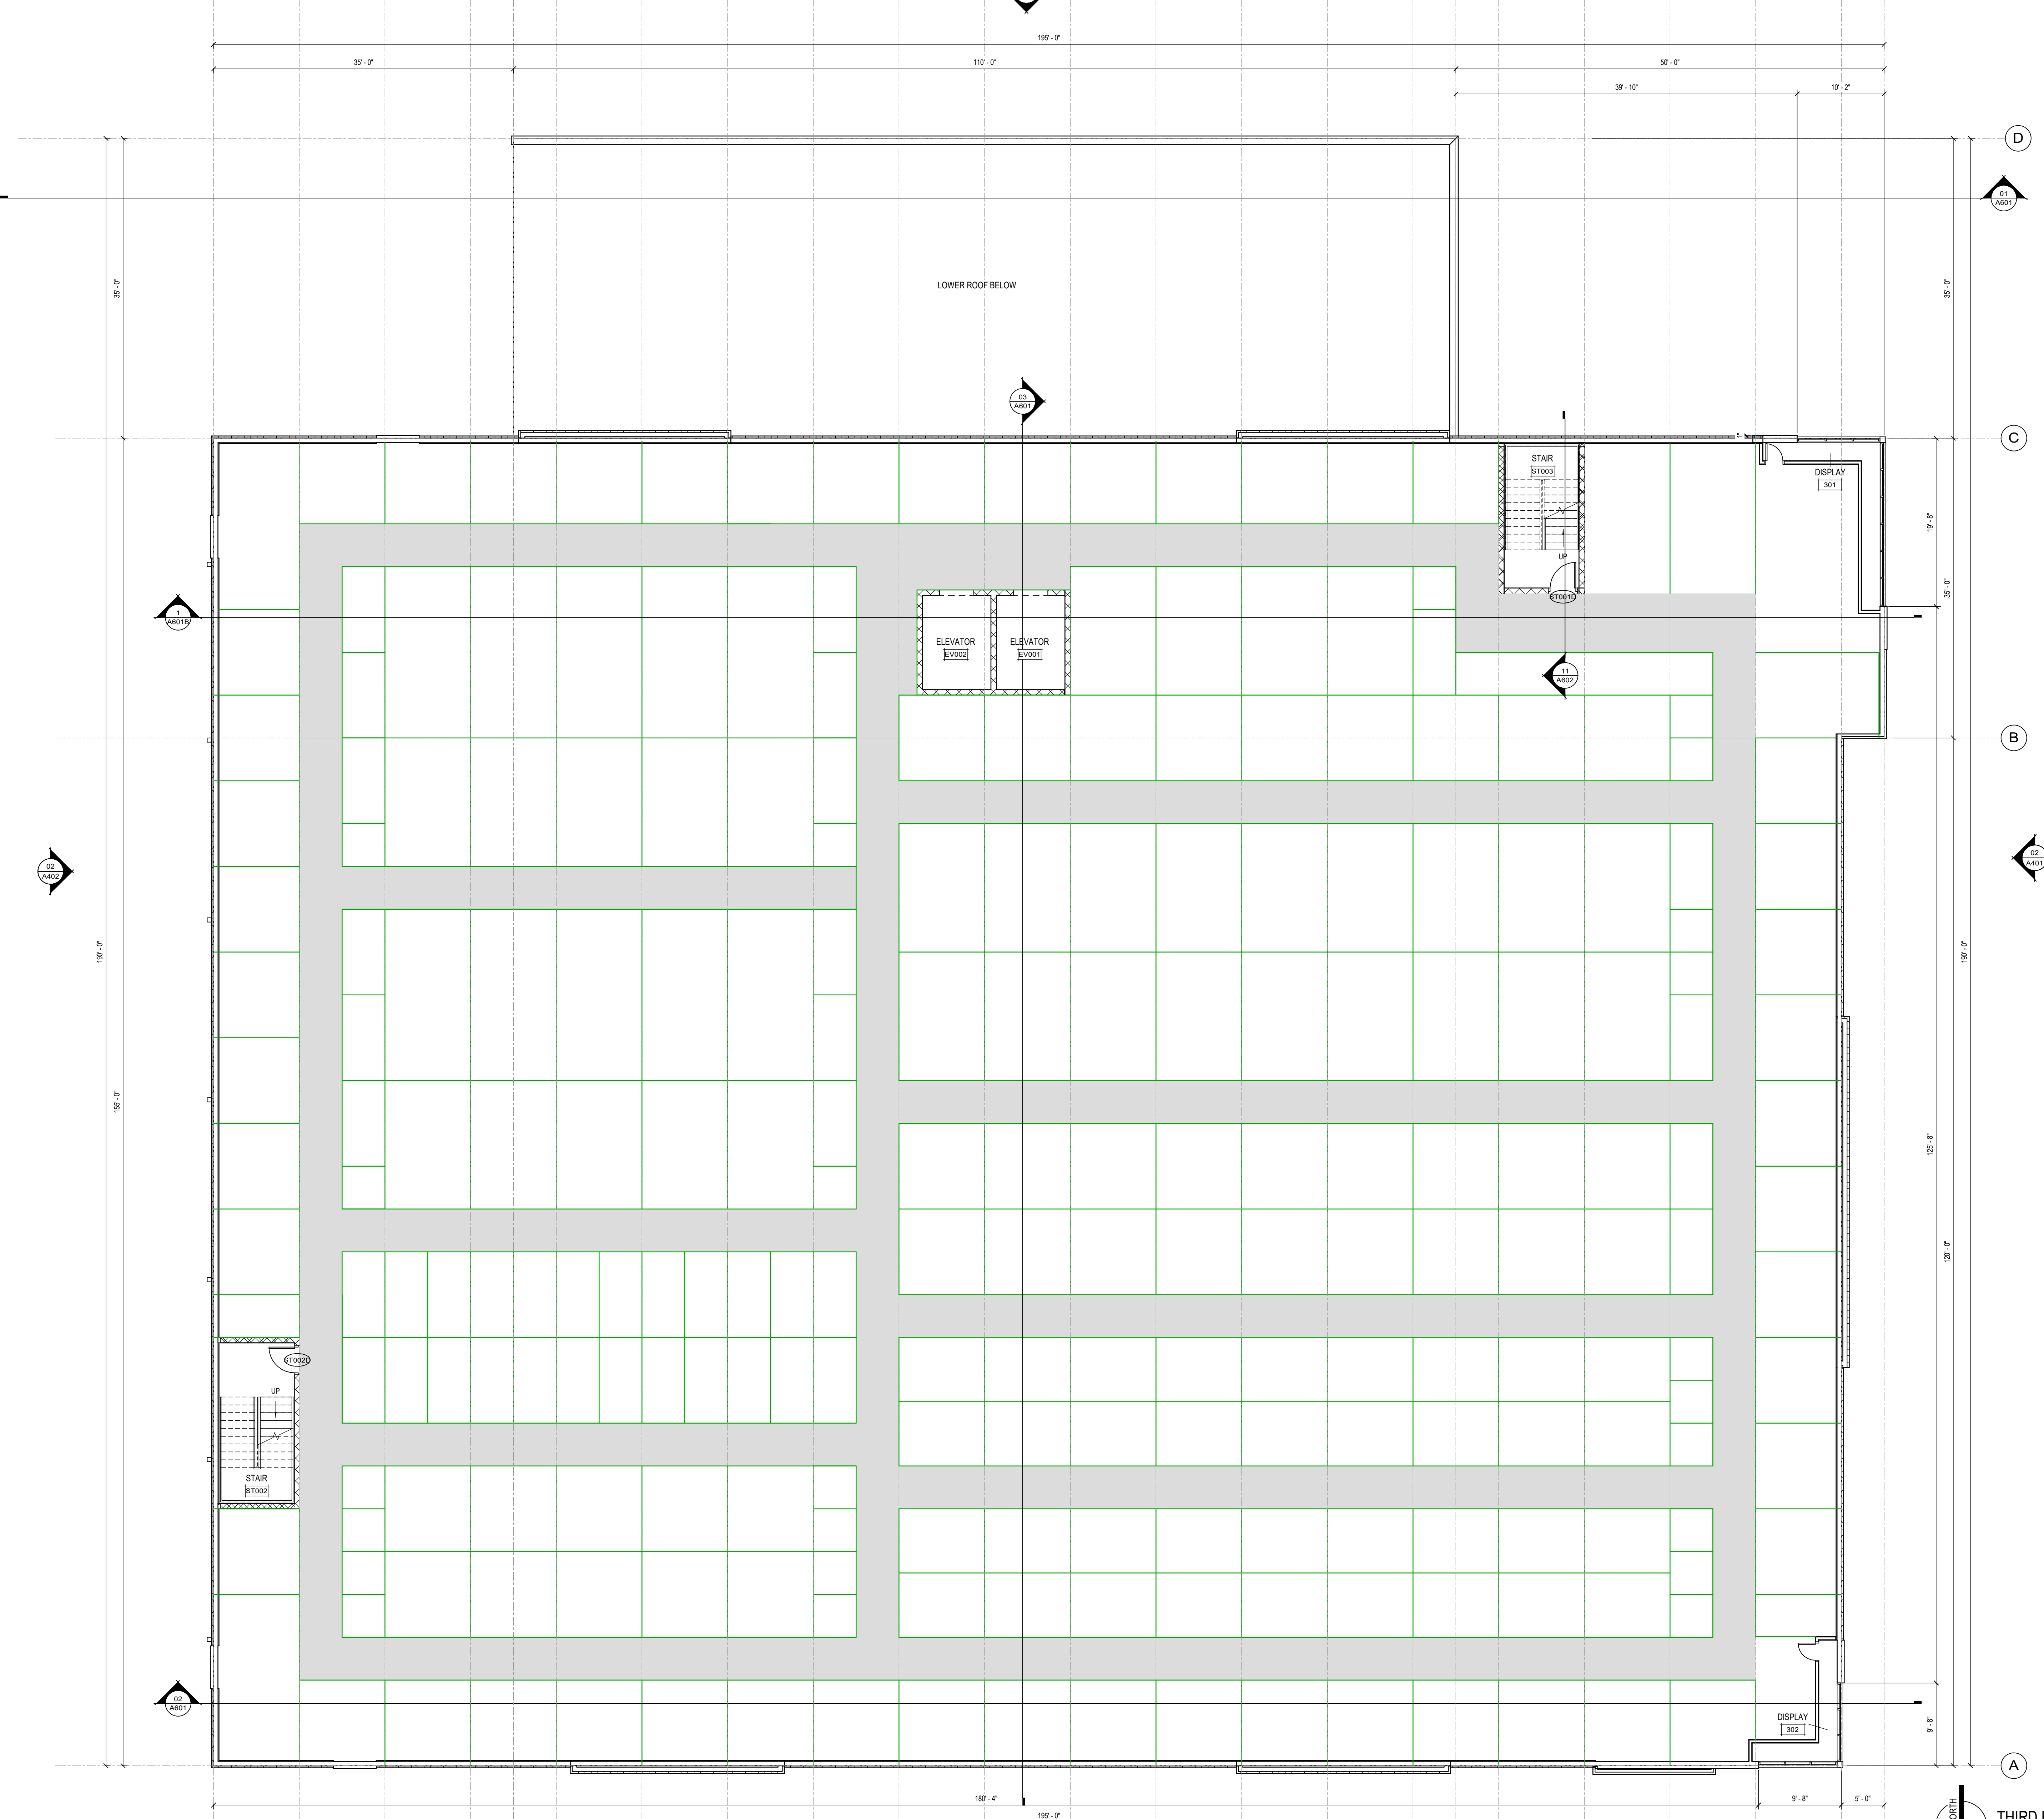 195' - 0"
35' - 0"
110' - 0"
50' - 0"
39' - 10"
10' - 2"
D
01
A601
35' - 0"
35' - 0"
LOWER ROOF BELOW
03
A601
C
STAIR
ST003
UP
ST001D
DISPLAY
301
19' - 8"
35' - 0"
1
A601B
ELEVATOR
EV002
ELEVATOR
EV001
11
A602
B
02
A402
02
A401
190' - 0"
155' - 0"
190' - 0"
125' - 8"
120' - 0"
ST002D
UP
STAIR
ST002
02
A601
DISPLAY
302
9' - 8"
A
180' - 4"
9' - 8"
5' - 0"
195' - 0"